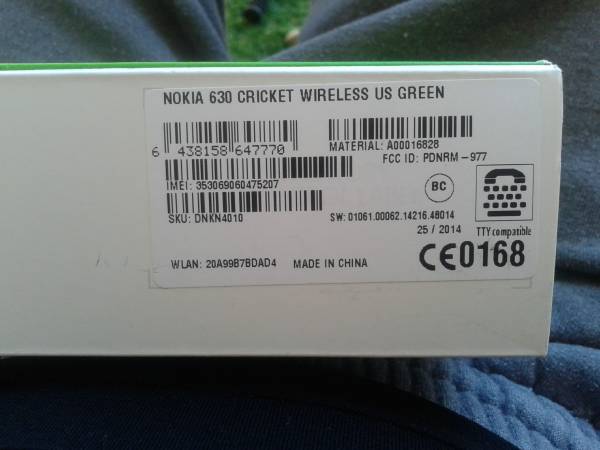 NOKIA 630 CRICKET WIRELESS US GREEN
6 438158 647770
MATERIAL: A00016828
FCC ID: PDNRM-977
IMEI: 353069060475207
BC
SKU: DNKN4010
SW: 01061.00062.14216.48014
25 / 2014
TTY compatible
WLAN: 20A99B7BDAD4
MADE IN CHINA
CE0168